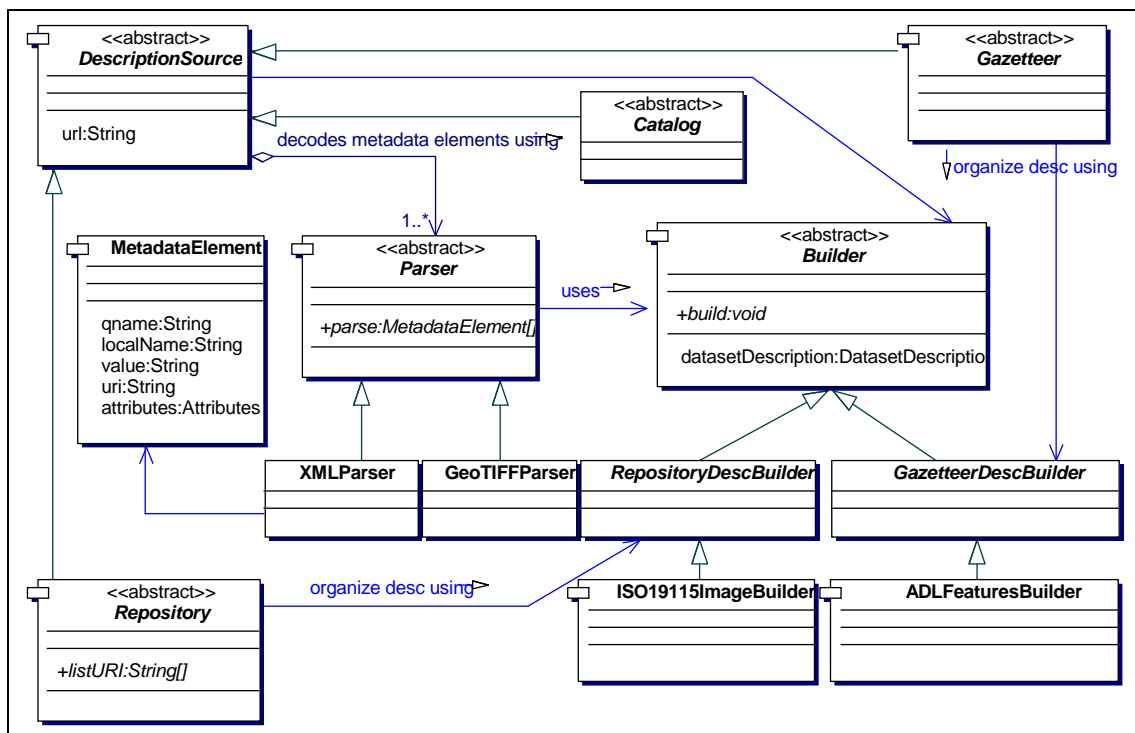 <<abstract>>
DescriptionSource
url:String
<<abstract>>
Gazetteer
<<abstract>>
Catalog
decodes metadata elements using
organize desc using
1..*
MetadataElement
qname:String
localName:String
value:String
uri:String
attributes:Attributes
<<abstract>>
Parser
+parse:MetadataElement[]
uses
<<abstract>>
Builder
+build:void
datasetDescription:DatasetDescriptio
XMLParser
GeoTIFFParser
RepositoryDescBuilder
GazetteerDescBuilder
<<abstract>>
Repository
+listURI:String[]
organize desc using
ISO19115ImageBuilder
ADLFeaturesBuilder